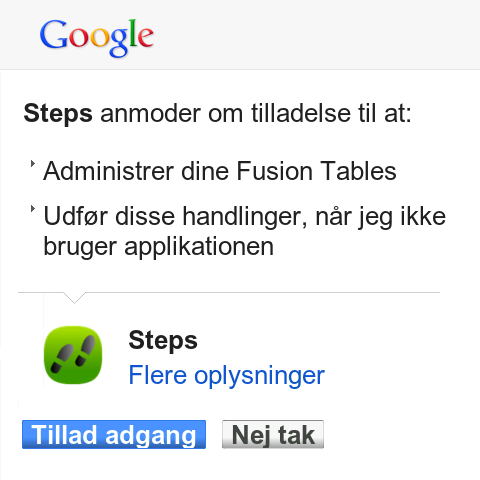 Google
Steps anmoder om tilladelse til at:
Administrer dine Fusion Tables
Udfør disse handlinger, når jeg ikke
bruger applikationen
Steps
Flere oplysninger
Tillad adgang
Nej tak